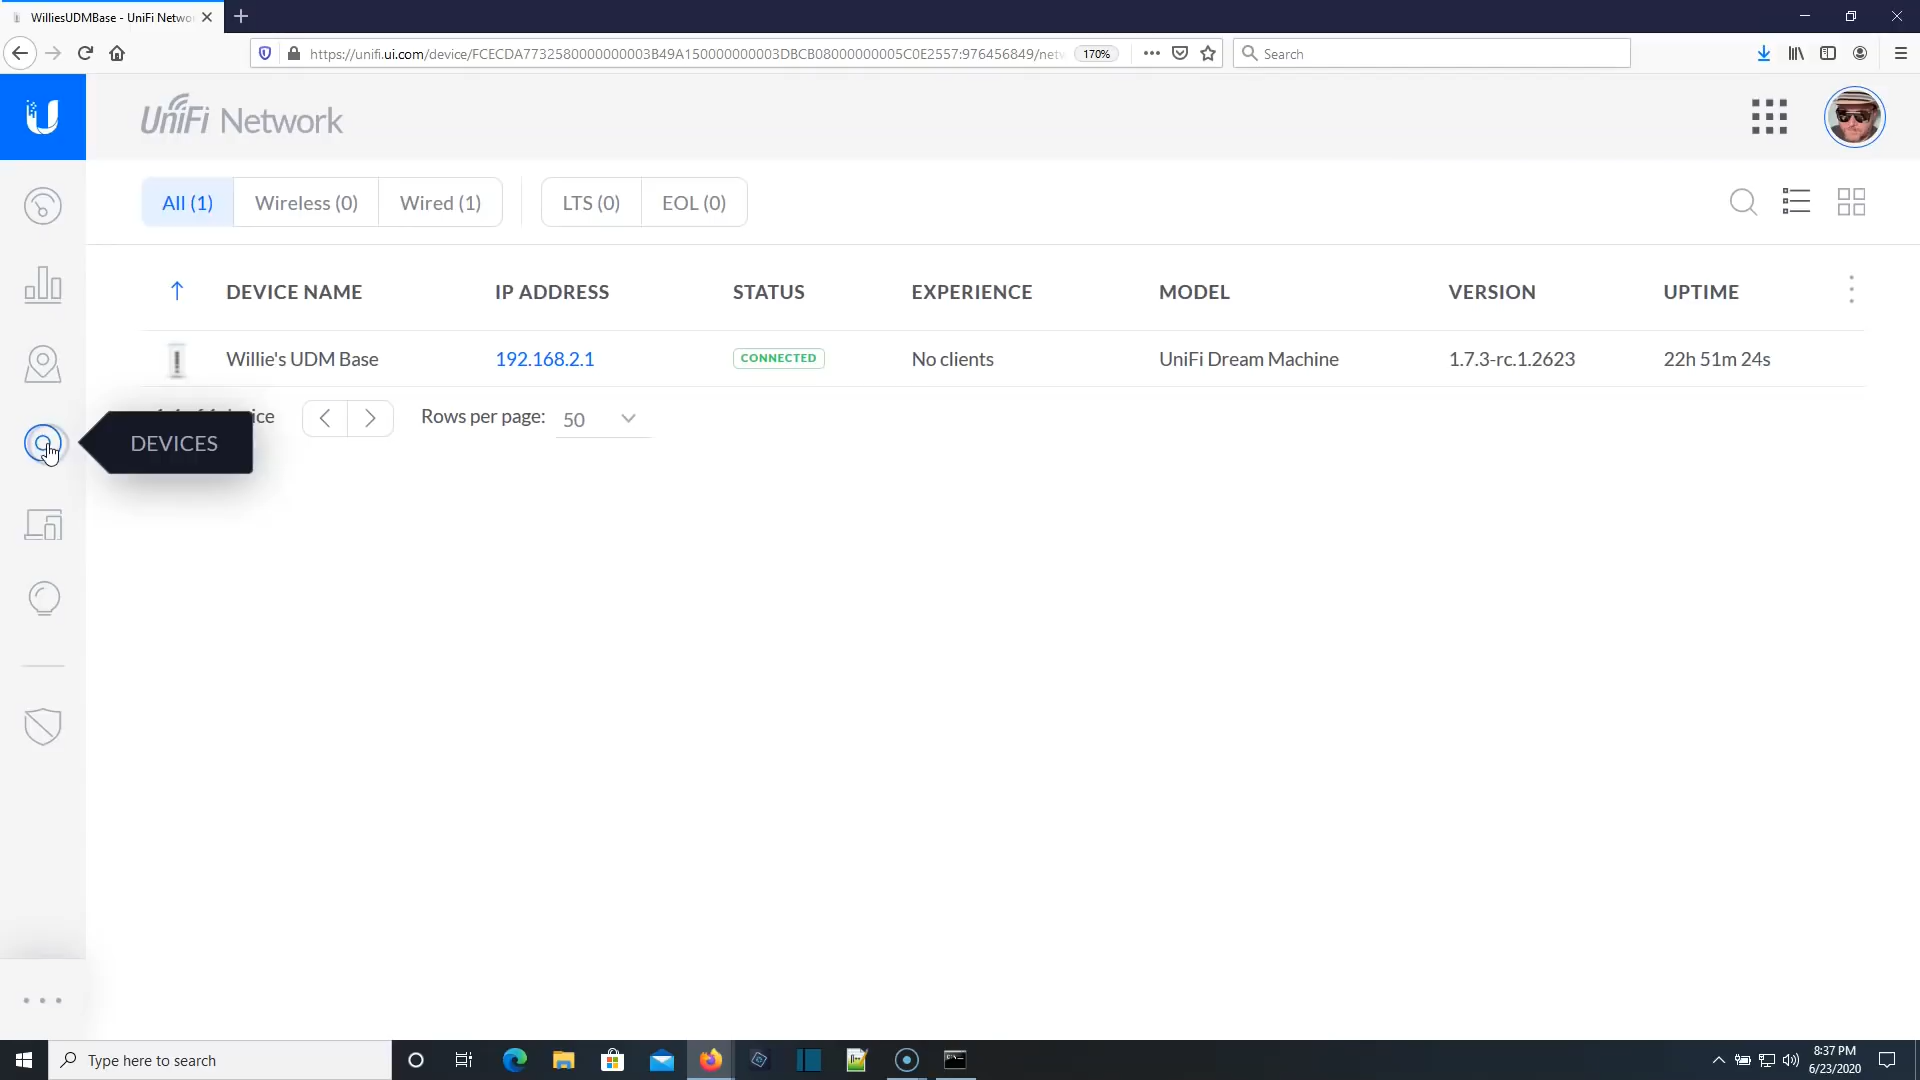 WilliesUDMBase - UniFi Netwo
https://unifi.ui.com/device/FCECDA7732580000000003B49A150000000003DBCB08000000005C0E2557:976456849/netw
170%
Search
UniFi Network
All (1)
Wireless (0)
Wired (1)
LTS (0)
EOL (0)
DEVICE NAME
IP ADDRESS
STATUS
EXPERIENCE
MODEL
VERSION
UPTIME
Willie's UDM Base
192.168.2.1
CONNECTED
No clients
UniFi Dream Machine
1.7.3-rc.1.2623
22h 51m 24s
Rows per page:
50
DEVICES
Type here to search
8:37 PM
6/23/2020